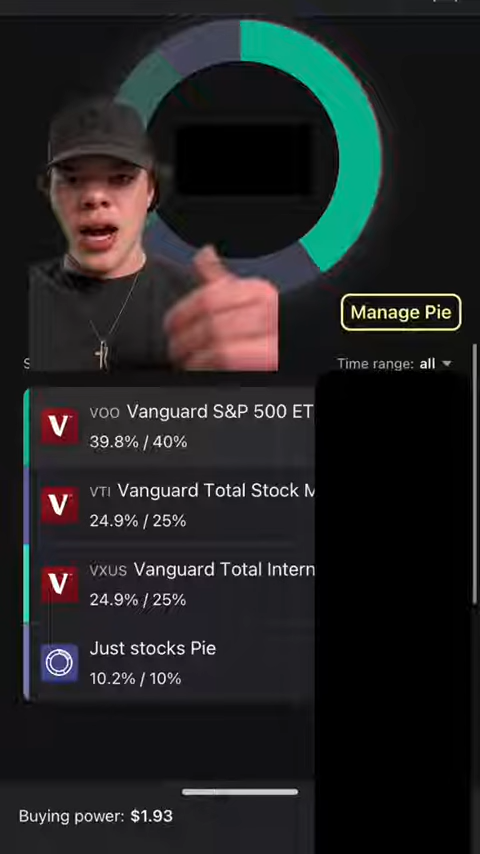 Manage Pie
Time range: all
VOO Vanguard S&P 500 ET
39.8% / 40%
VTI Vanguard Total Stock M
24.9% / 25%
VXUS Vanguard Total Intern
24.9% / 25%
Just stocks Pie
10.2% / 10%
Buying power: $1.93